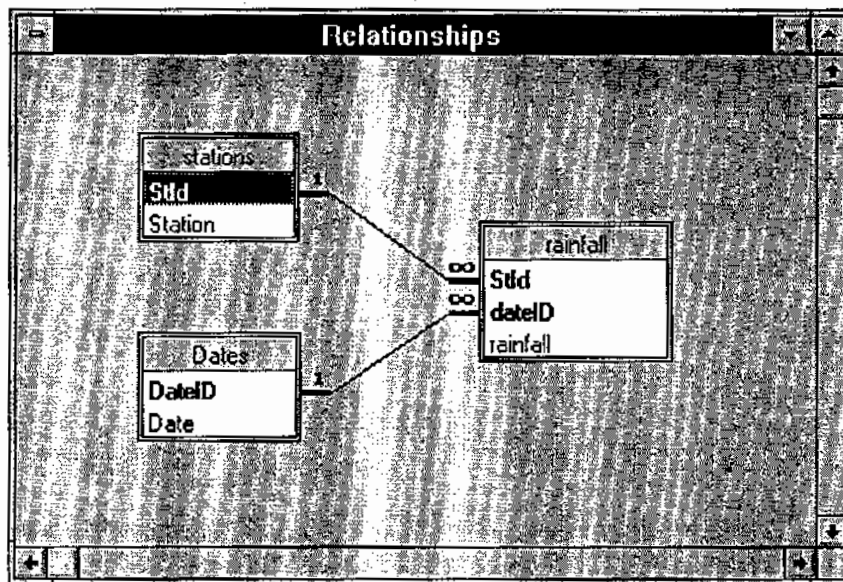 Relationships
stations
StId
Station
1
rainfall
StId
dateID
rainfall
∞
∞
Dates
DateID
Date
1